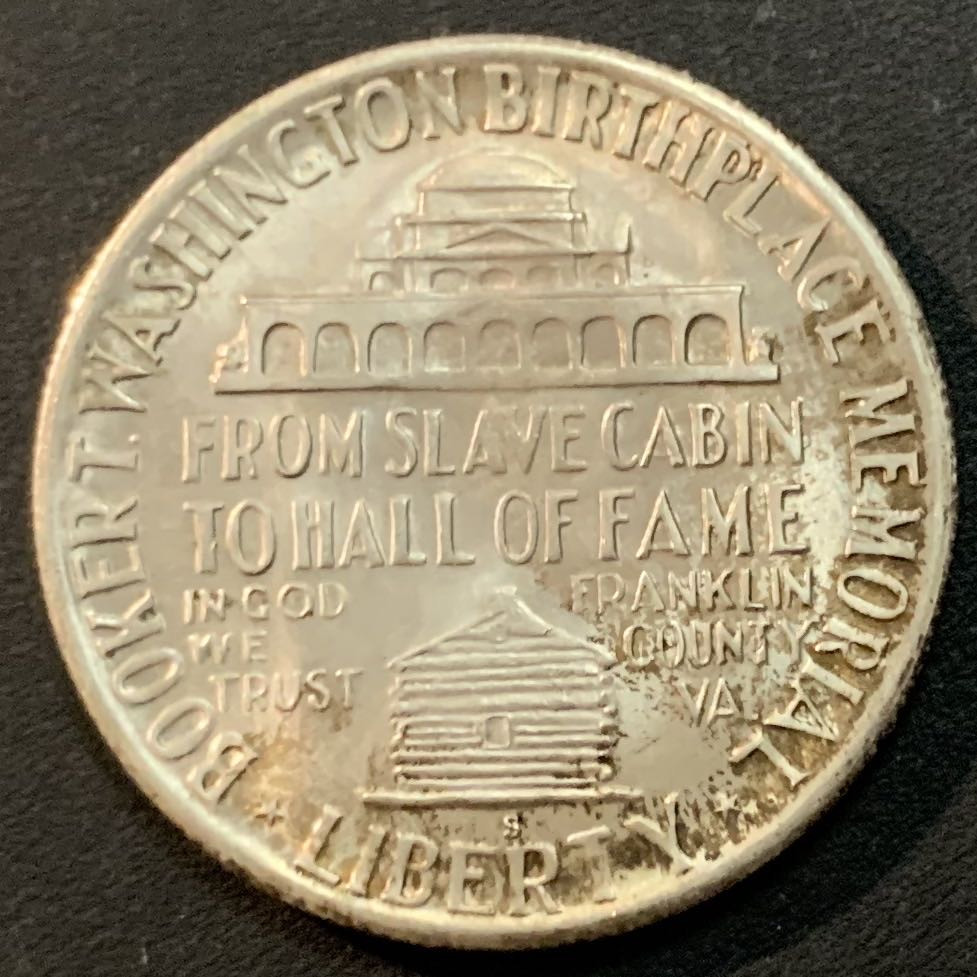 BOOKER T. WASHINGTON BIRTHPLACE MEMORIAL
FROM SLAVE CABIN
TO HALL OF FAME
IN GOD
WE
TRUST
FRANKLIN
COUNTY
VA.
S
LIBERTY